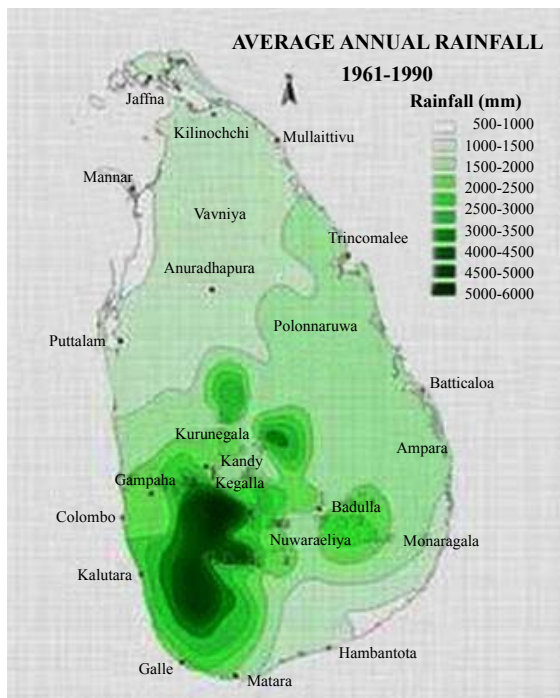 AVERAGE ANNUAL RAINFALL
1961-1990
Rainfall (mm)
500-1000
1000-1500
1500-2000
2000-2500
2500-3000
3000-3500
4000-4500
4500-5000
5000-6000
Jaffna
Kilinochchi
Mullaittivu
Mannar
Vavniya
Trincomalee
Anuradhapura
Polonnaruwa
Puttalam
Batticaloa
Kurunegala
Ampara
Kandy
Gampaha
Kegalla
Badulla
Colombo
Nuwaraeliya
Monaragala
Kalutara
Hambantota
Galle
Matara